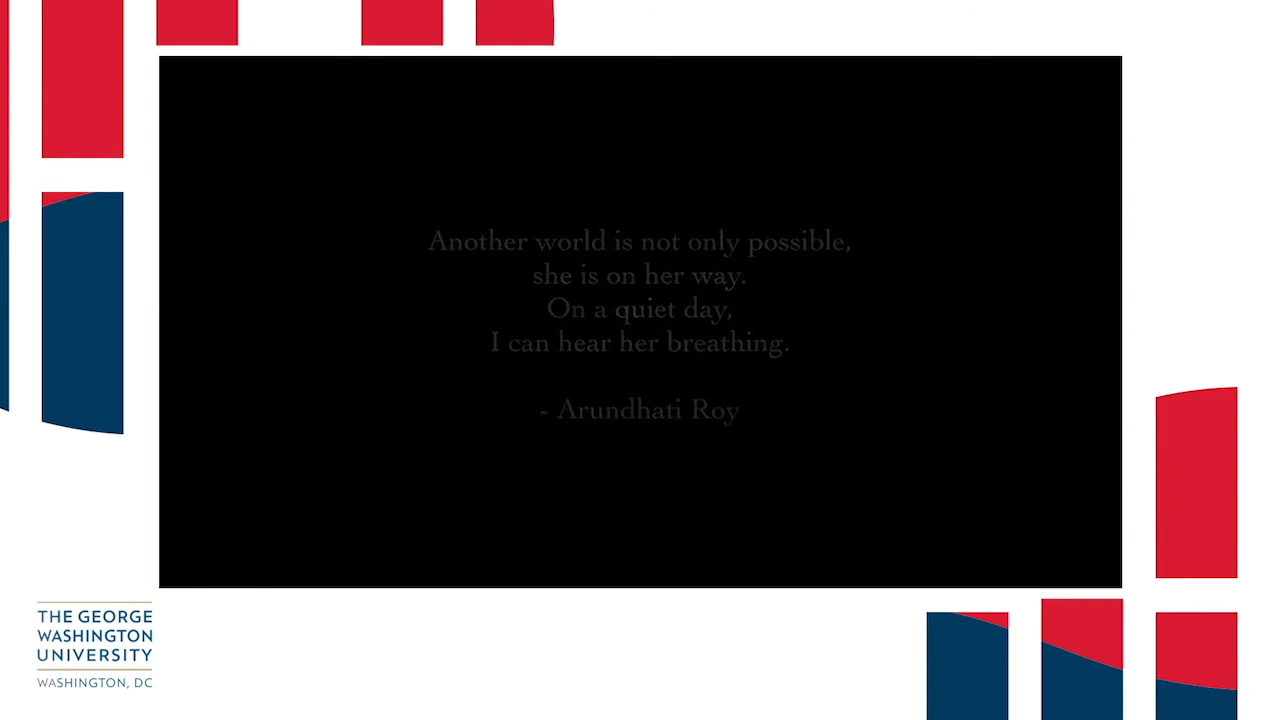 Another world is not only possible,
she is on her way.
On a quiet day,
I can hear her breathing.
- Arundhati Roy
THE GEORGE
WASHINGTON
UNIVERSITY
WASHINGTON, DC